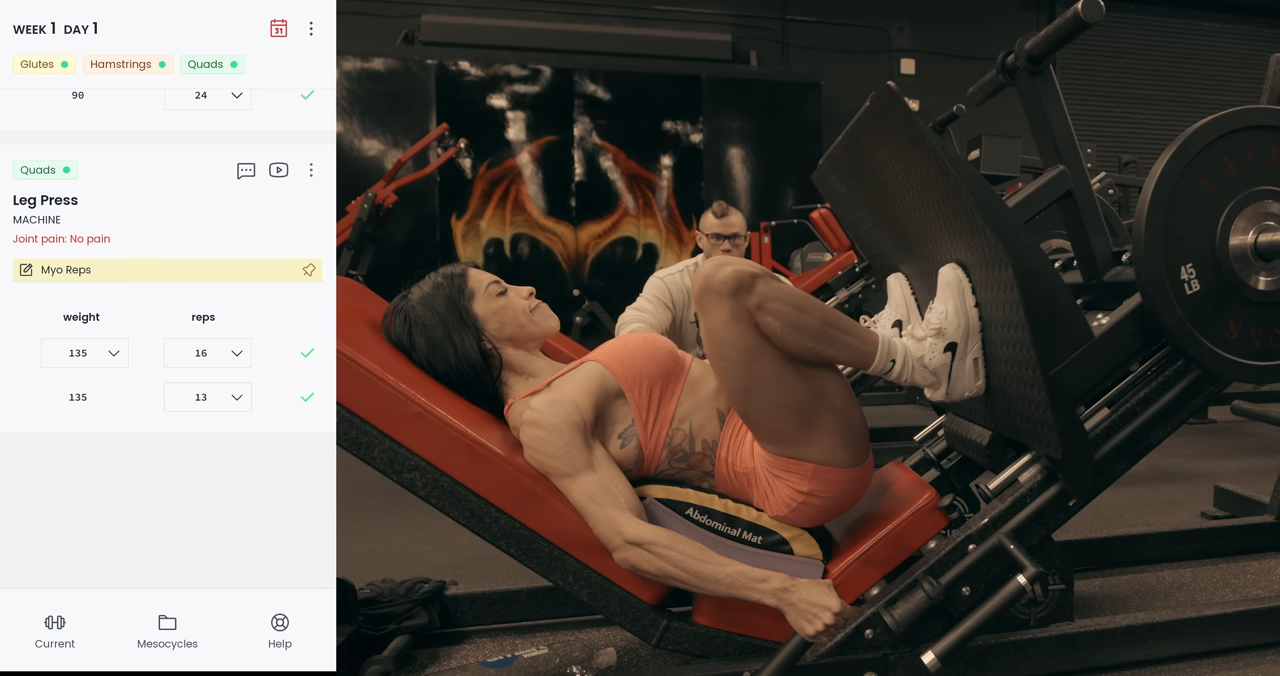 WEEK 1 DAY 1
31
Glutes Hamstrings Quads
90 24
Quads
Leg Press
MACHINE
Joint pain: No pain
Myo Reps
weight reps
135 16
135 13
Current Mesocycles Help
Abdominal Mat
45
LB